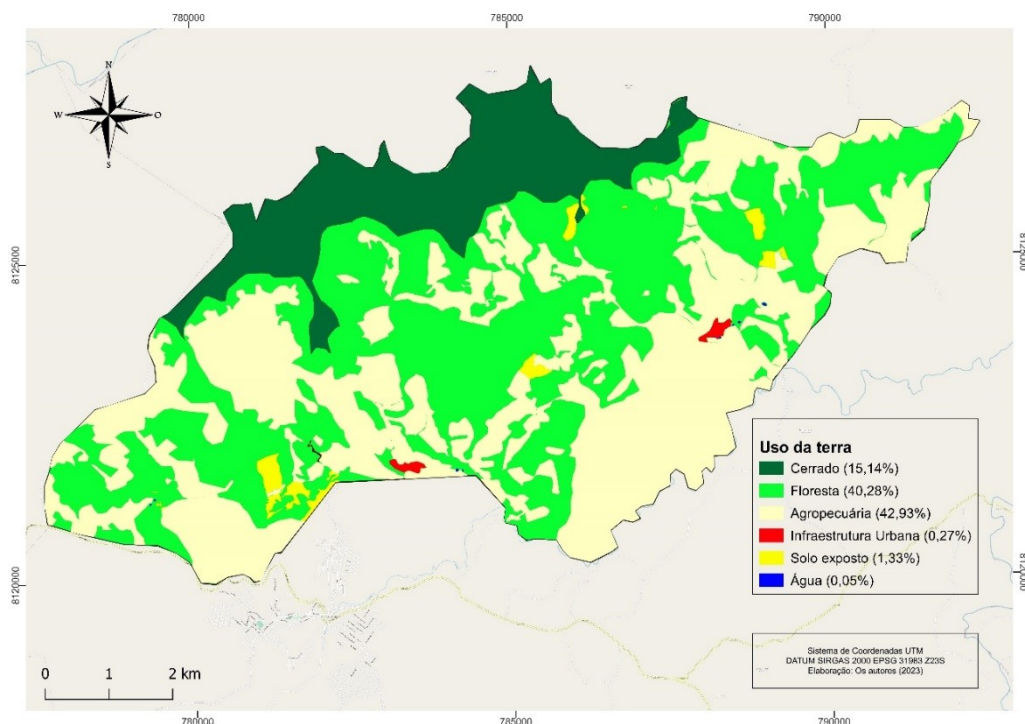 780000
785000
790000
N
W
O
S
8125000
8125000
8120000
8120000
Uso da terra
Cerrado (15,14%)
Floresta (40,28%)
Agropecuária (42,93%)
Infraestrutura Urbana (0,27%)
Solo exposto (1,33%)
Água (0,05%)
0 1 2 km
Sistema de Coordenadas UTM
DATUM SIRGAS 2000 EPSG 31983 Z23S
Elaboração: Os autores (2023)
780000
785000
790000